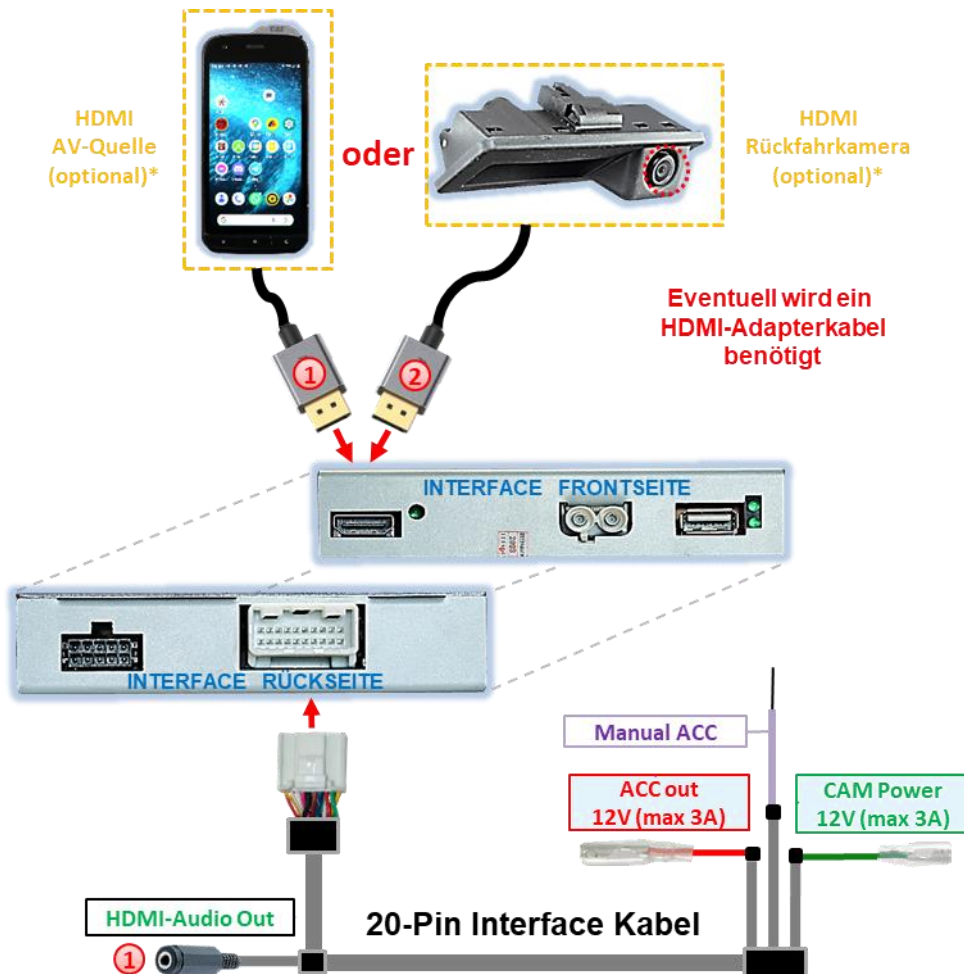 HDMI
AV-Quelle
(optional)*
oder
HDMI
Rückfahrkamera
(optional)*
Eventuell wird ein
HDMI-Adapterkabel
benötigt
1
2
INTERFACE FRONTSEITE
INTERFACE RÜCKSEITE
Manual ACC
ACC out
12V (max 3A)
CAM Power
12V (max 3A)
HDMI-Audio Out
20-Pin Interface Kabel
1